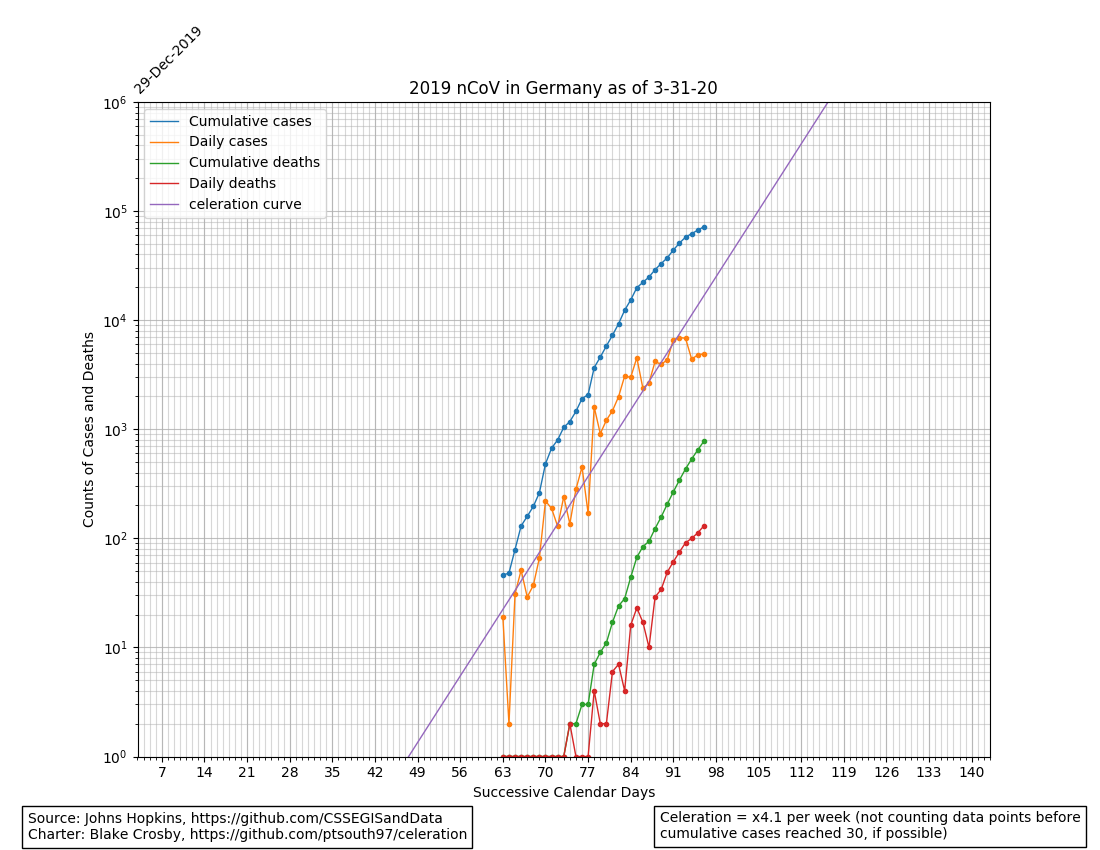 29-Dec-2019
2019 nCoV in Germany as of 3-31-20
Cumulative cases
Daily cases
Cumulative deaths
Daily deaths
celeration curve
Counts of Cases and Deaths
10^6
10^5
10^4
10^3
10^2
10^1
10^0
7 14 21 28 35 42 49 56 63 70 77 84 91 98 105 112 119 126 133 140
Successive Calendar Days
Source: Johns Hopkins, https://github.com/CSSEGISandData
Charter: Blake Crosby, https://github.com/ptsouth97/celeration
Celeration = x4.1 per week (not counting data points before
cumulative cases reached 30, if possible)